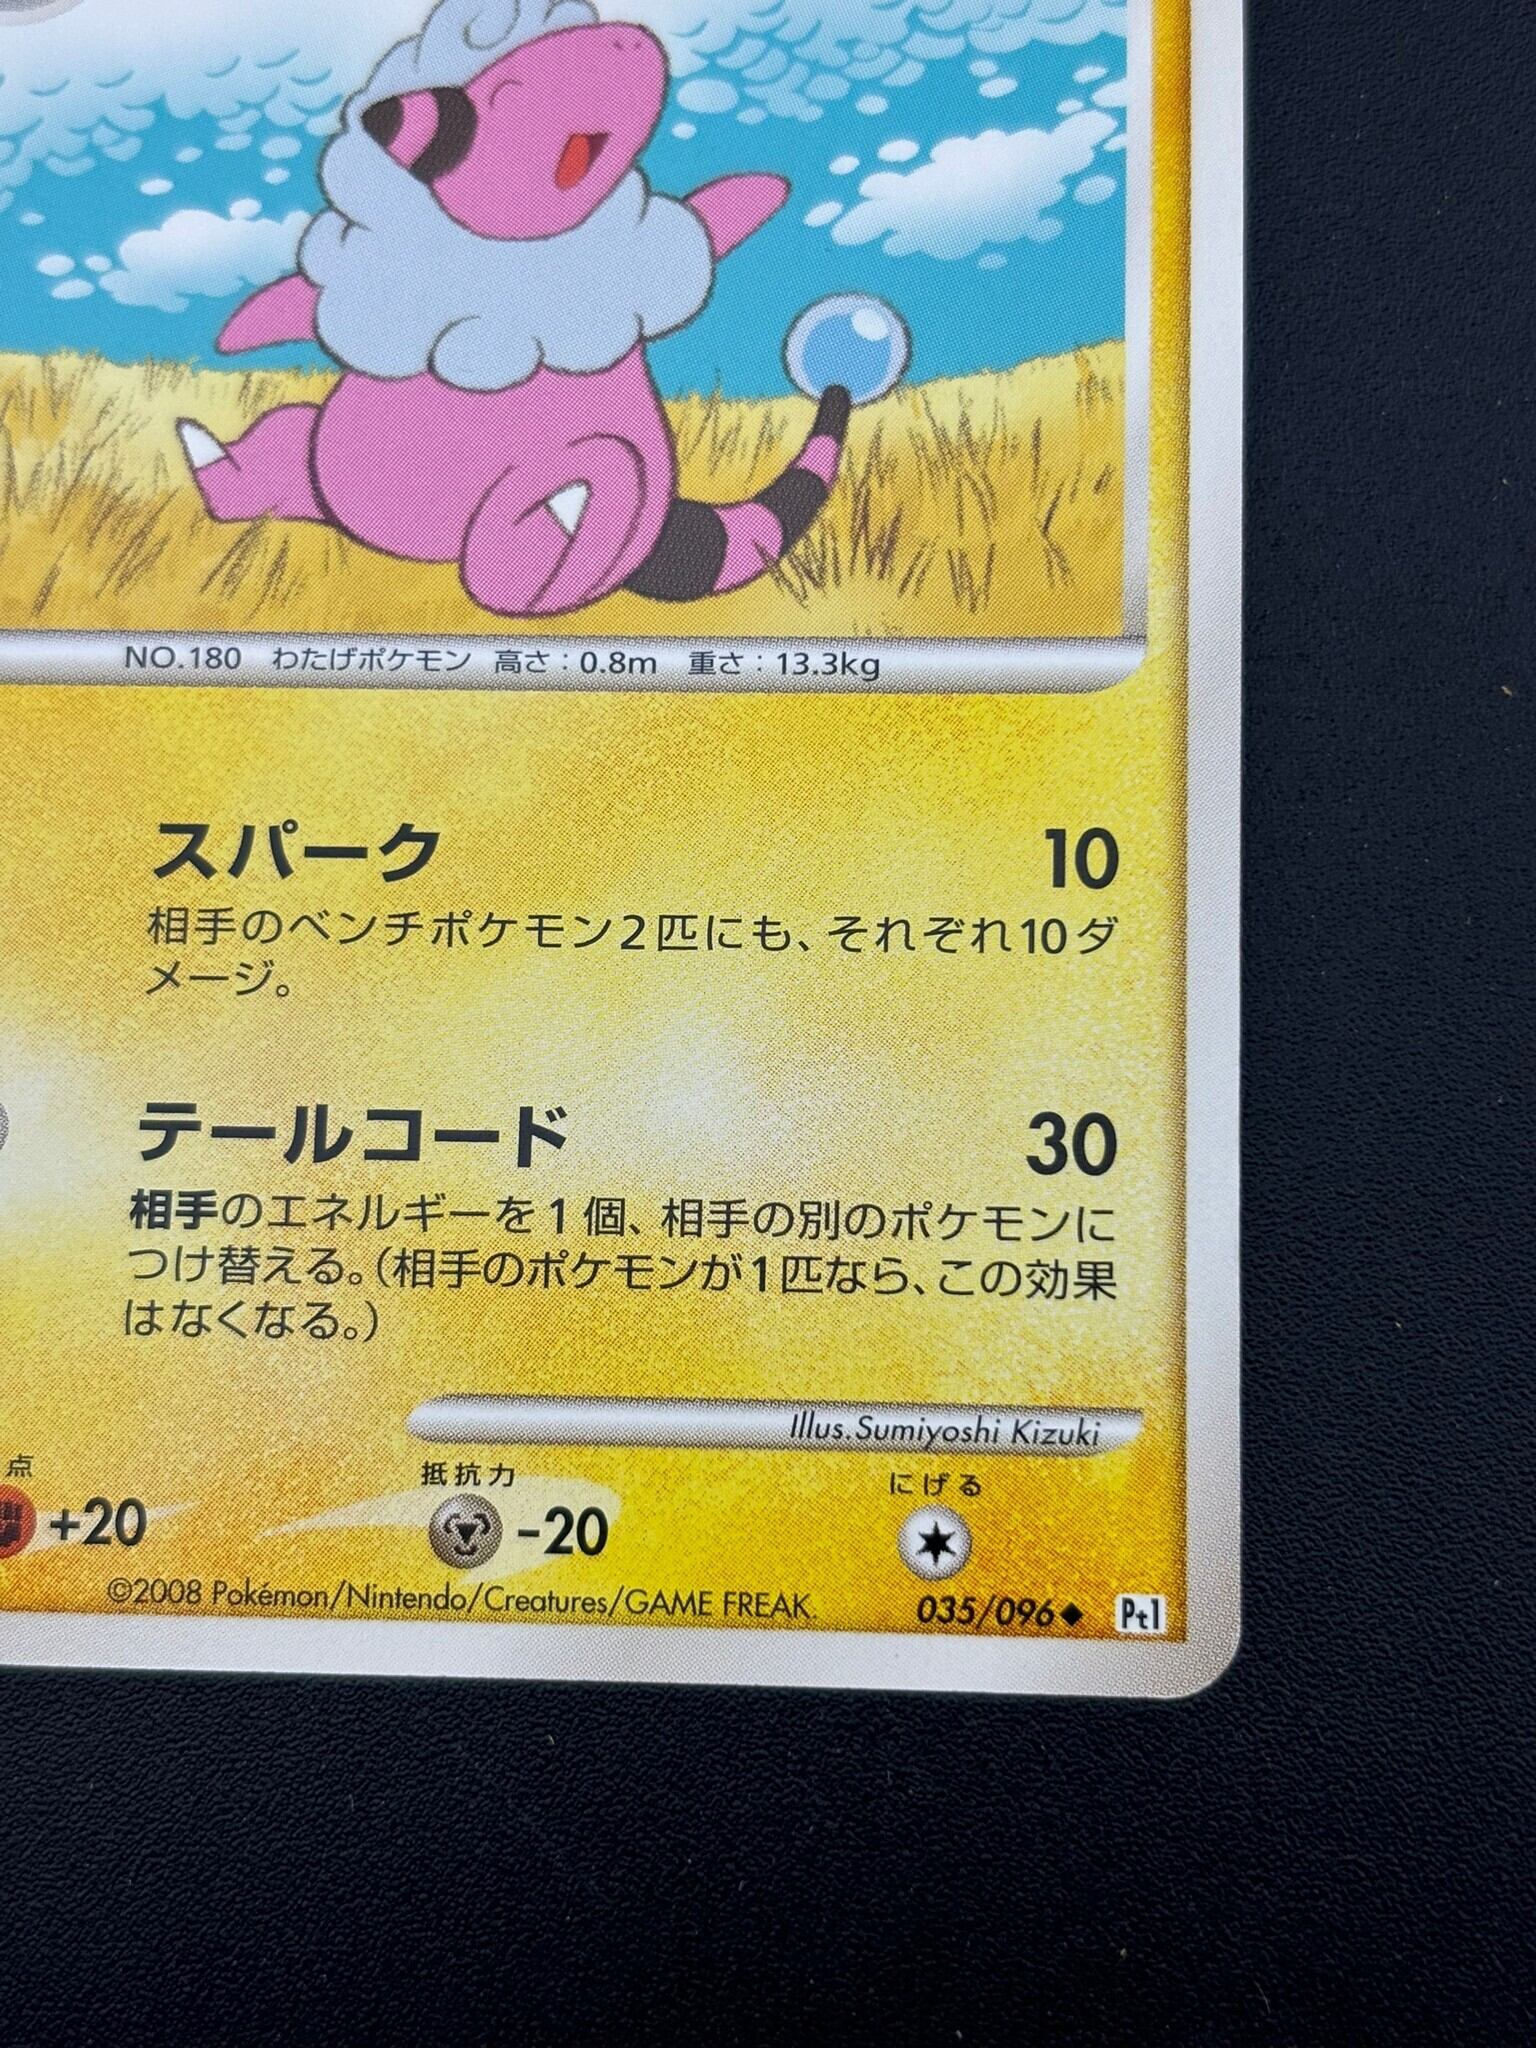 NO.180 わたげポケモン 高さ：0.8m 重さ：13.3kg
スパーク 10
相手のベンチポケモン2匹にも、それぞれ10ダ
メージ。
テールコード 30
相手のエネルギーを1個、相手の別のポケモンに
つけ替える。（相手のポケモンが1匹なら、この効果
はなくなる。）
Illus.Sumiyoshi Kizuki
点 抵抗力 にげる
+20 -20
©2008 Pokémon/Nintendo/Creatures/GAME FREAK. 035/096◆ Pt1